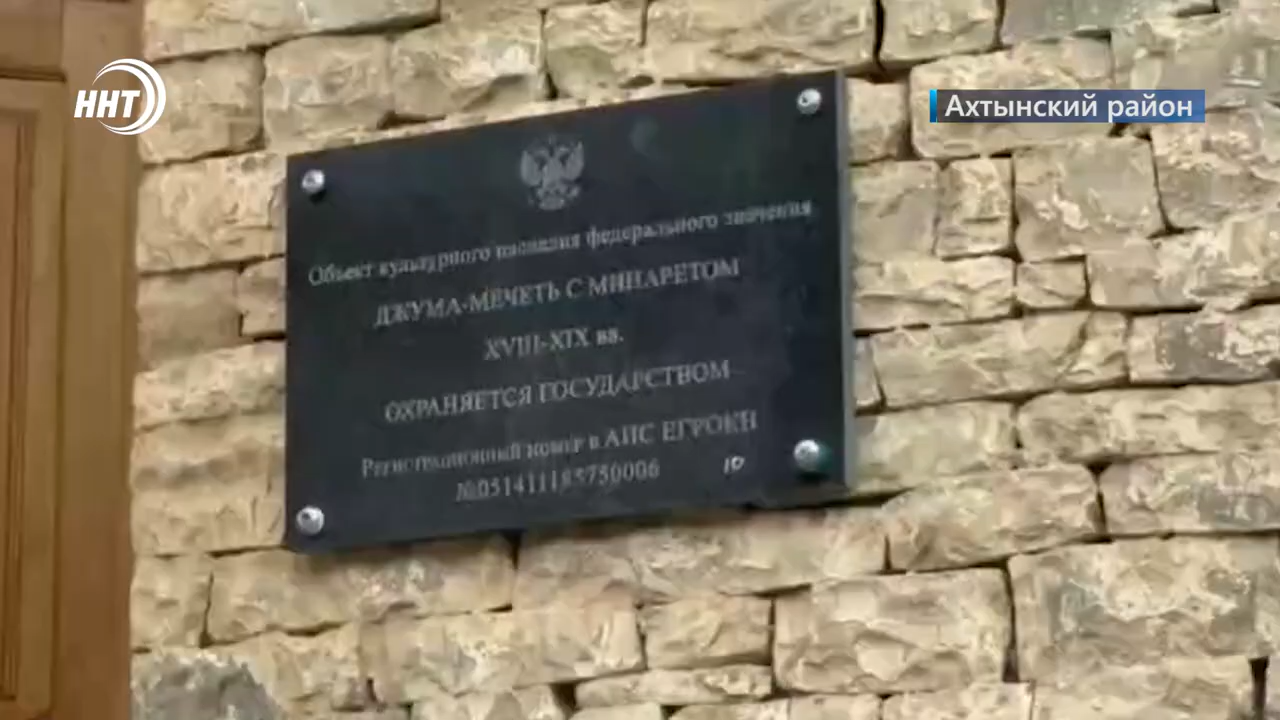 ННТ
Ахтынский район
Объект культурного наследия федерального значения
ДЖУМА-МЕЧЕТЬ С МИНАРЕТОМ
XVIII-XIX вв.
ОХРАНЯЕТСЯ ГОСУДАРСТВОМ
Регистрационный номер в АИС ЕГРОКН
№051411185750006
10